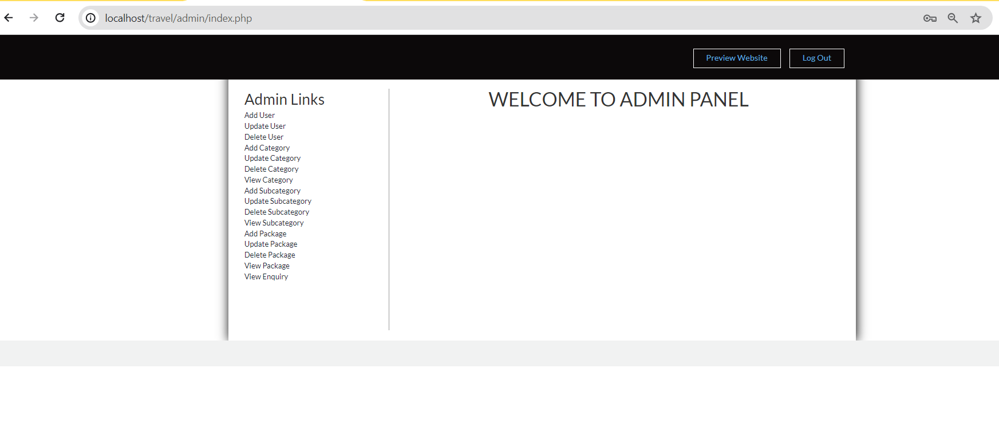 localhost/travel/admin/index.php
Preview Website
Log Out
Admin Links
Add User
Update User
Delete User
Add Category
Update Category
Delete Category
View Category
Add Subcategory
Update Subcategory
Delete Subcategory
View Subcategory
Add Package
Update Package
Delete Package
View Package
View Enquiry
WELCOME TO ADMIN PANEL